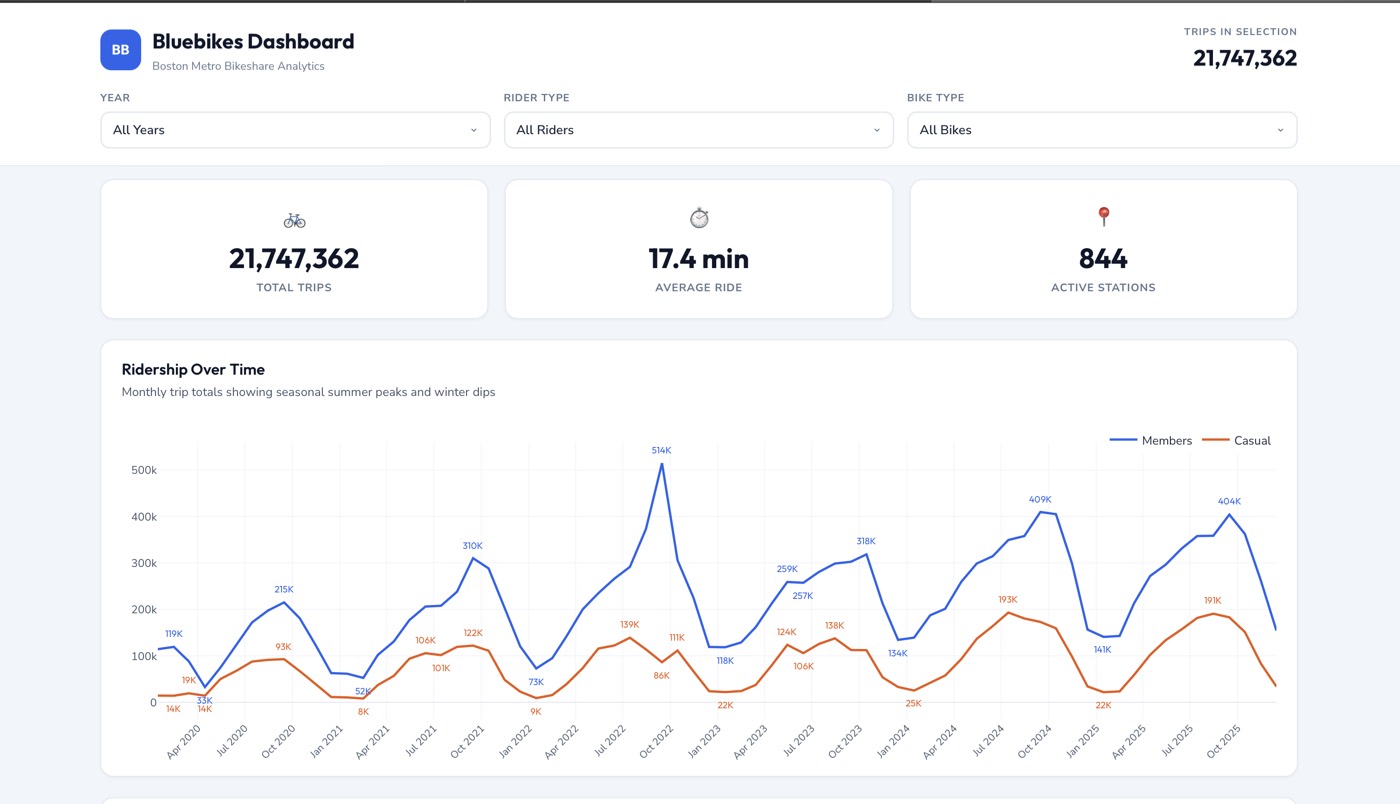 BB
Bluebikes Dashboard
Boston Metro Bikeshare Analytics
TRIPS IN SELECTION
21,747,362
YEAR
RIDER TYPE
BIKE TYPE
All Years
All Riders
All Bikes
21,747,362
TOTAL TRIPS
17.4 min
AVERAGE RIDE
844
ACTIVE STATIONS
Ridership Over Time
Monthly trip totals showing seasonal summer peaks and winter dips
Members
Casual
500k
400k
300k
200k
100k
0
119K
33K
215K
52K
310K
73K
514K
118K
259K
257K
318K
134K
409K
141K
404K
14K
19K
14K
93K
8K
106K
101K
122K
9K
139K
86K
111K
22K
124K
106K
138K
25K
193K
22K
191K
Apr 2020
Jul 2020
Oct 2020
Jan 2021
Apr 2021
Jul 2021
Oct 2021
Jan 2022
Apr 2022
Jul 2022
Oct 2022
Jan 2023
Apr 2023
Jul 2023
Oct 2023
Jan 2024
Apr 2024
Jul 2024
Oct 2024
Jan 2025
Apr 2025
Jul 2025
Oct 2025